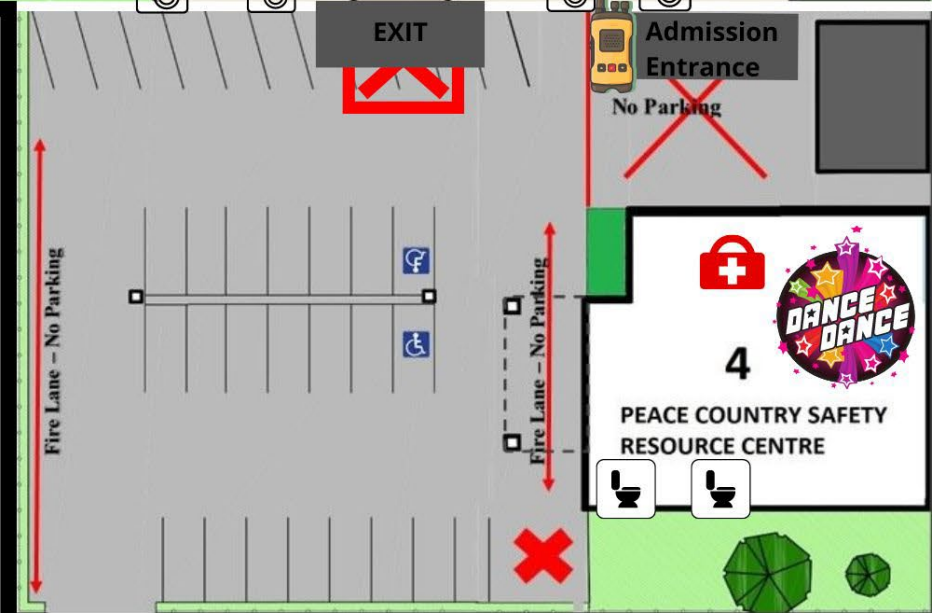 EXIT
Admission
Entrance
No Parking
Fire Lane – No Parking
Fire Lane – No Parking
DANCE
DANCE
4
PEACE COUNTRY SAFETY
RESOURCE CENTRE